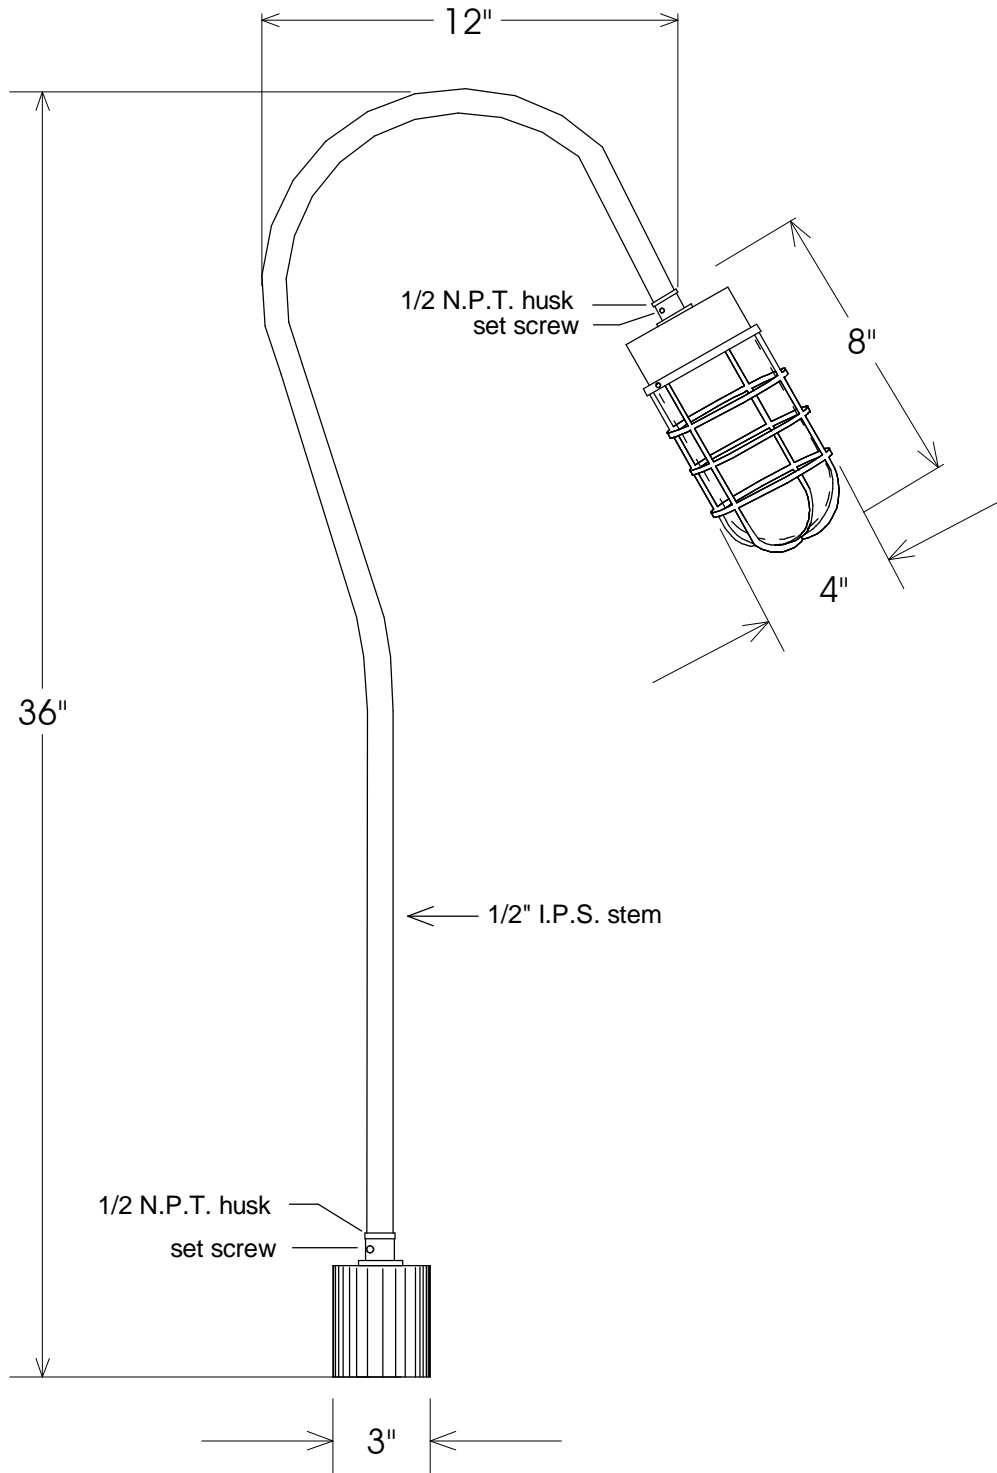 12"
1/2 N.P.T. husk
set screw
8"
4"
36"
1/2" I.P.S. stem
1/2 N.P.T. husk
set screw
3"